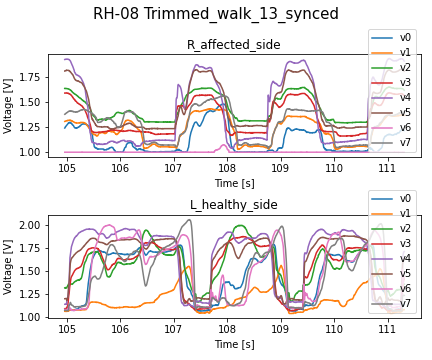 RH-08 Trimmed_walk_13_synced
R_affected_side
Voltage [V]
1.75
1.50
1.25
1.00
105 106 107 108 109 110 111
Time [s]
v0
v1
v2
v3
v4
v5
v6
v7
L_healthy_side
Voltage [V]
2.00
1.75
1.50
1.25
1.00
105 106 107 108 109 110 111
Time [s]
v0
v1
v2
v3
v4
v5
v6
v7